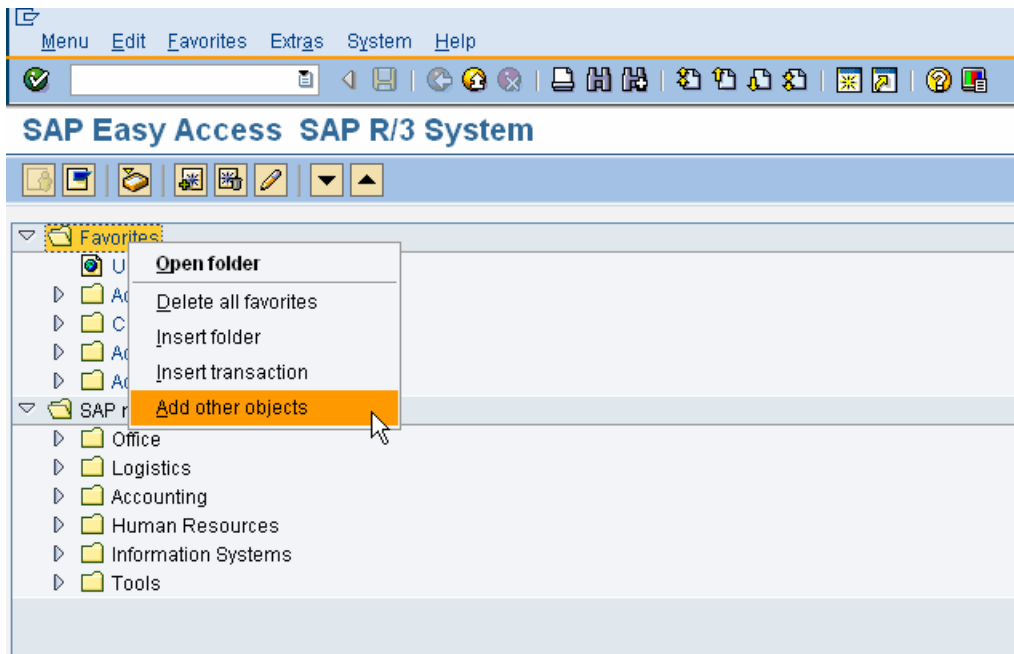 Menu Edit Favorites Extras System Help
SAP Easy Access SAP R/3 System
Favorites
Open folder
Delete all favorites
Insert folder
Insert transaction
Add other objects
SAP
Office
Logistics
Accounting
Human Resources
Information Systems
Tools